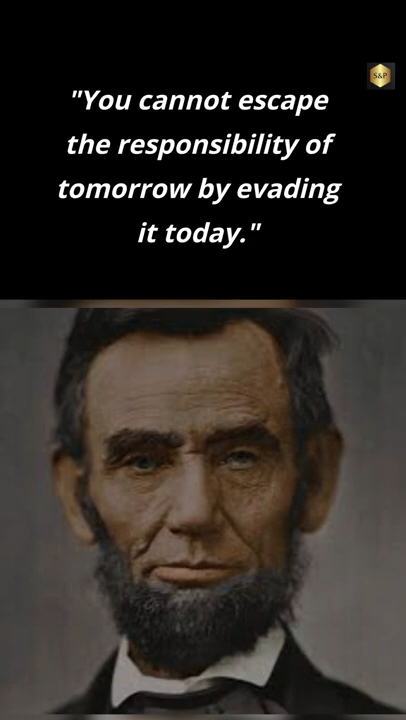 "You cannot escape
the responsibility of
tomorrow by evading
it today."
S&P